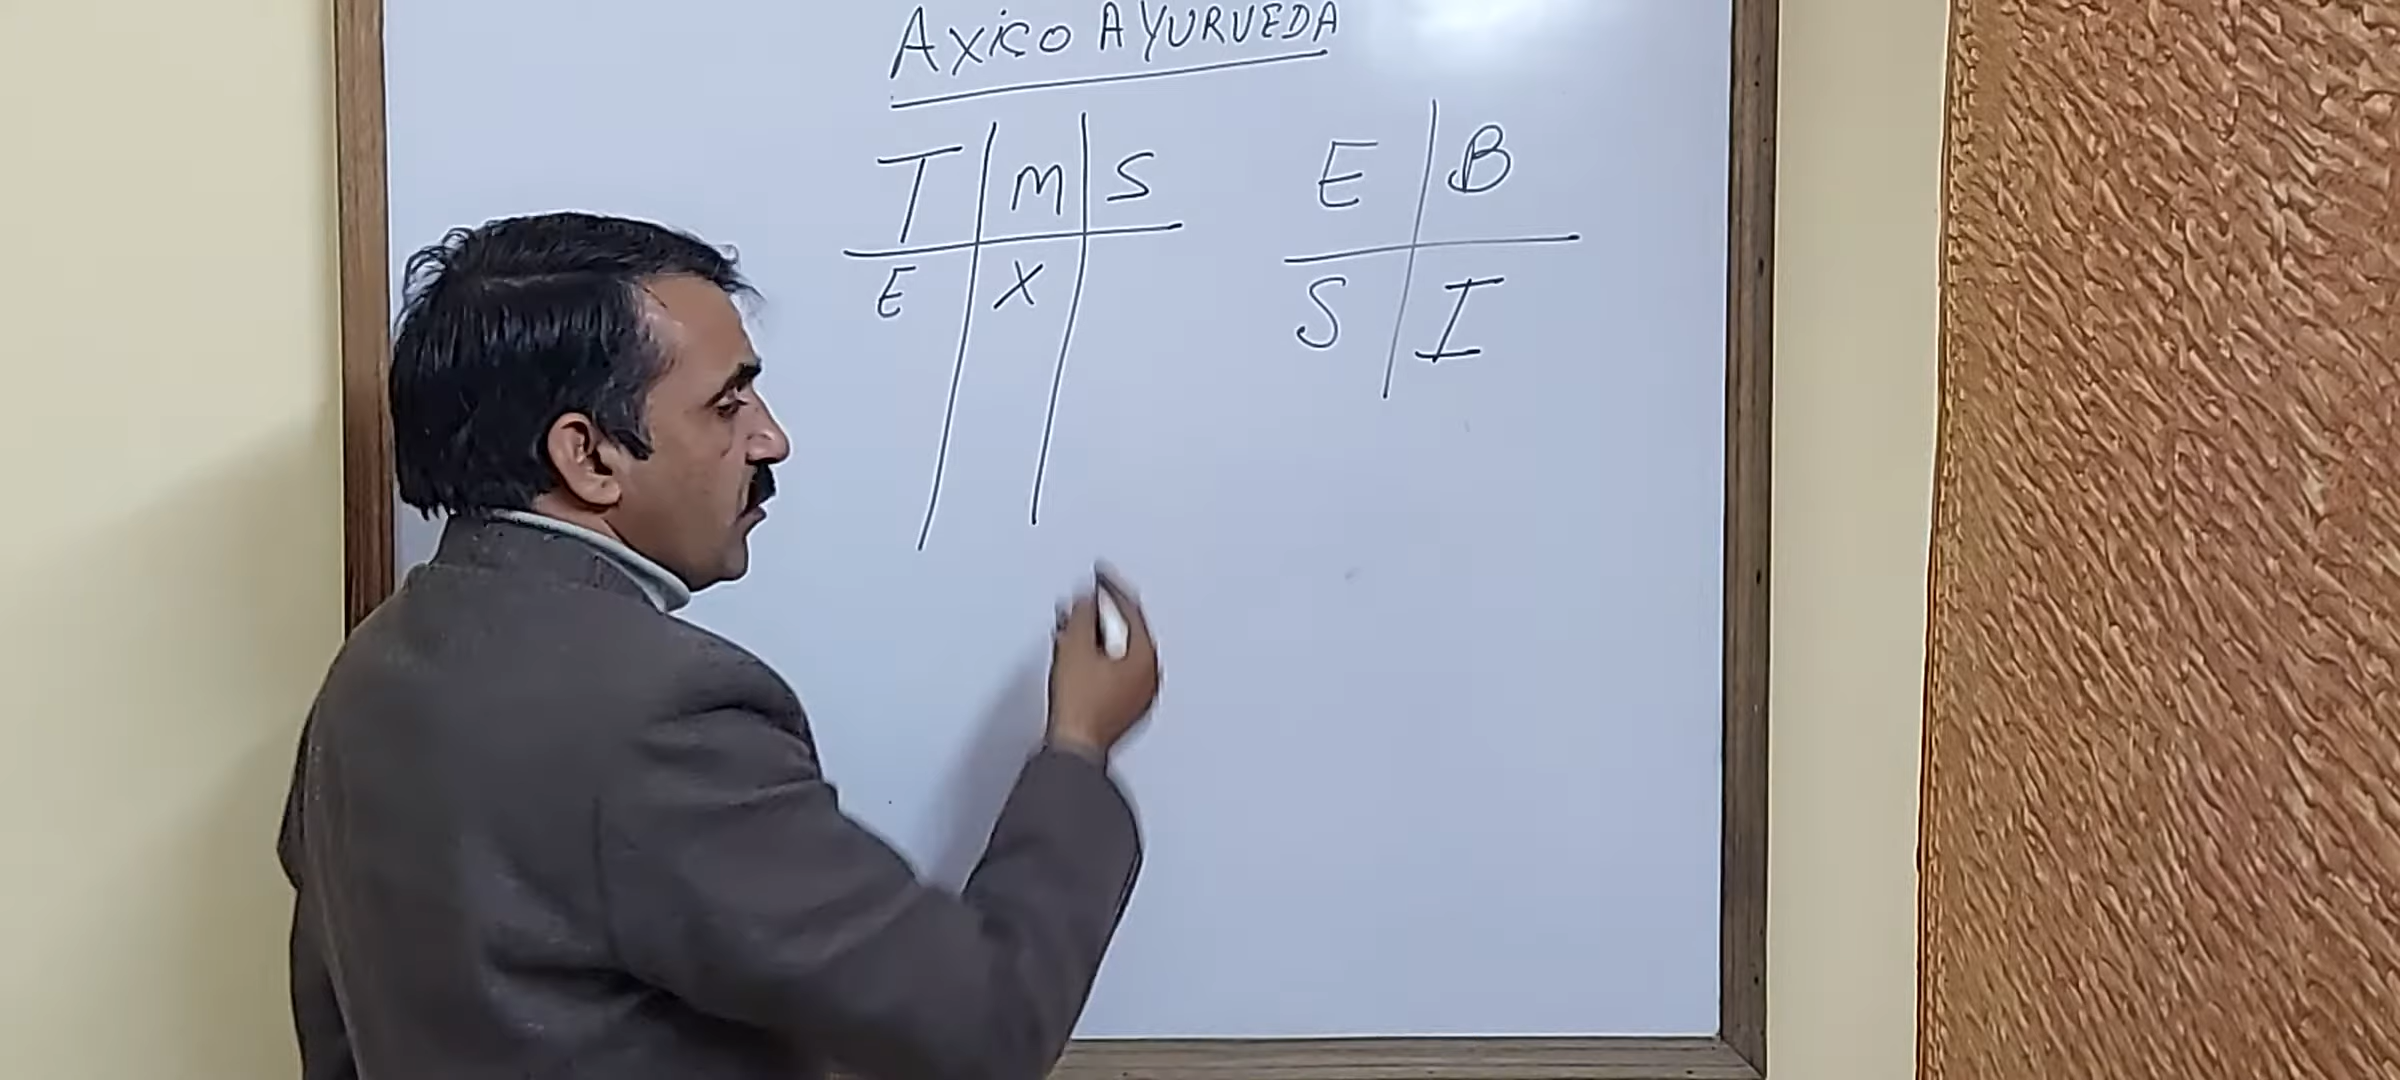 Axico AYURVEDA
T M S
E X
E B
S I